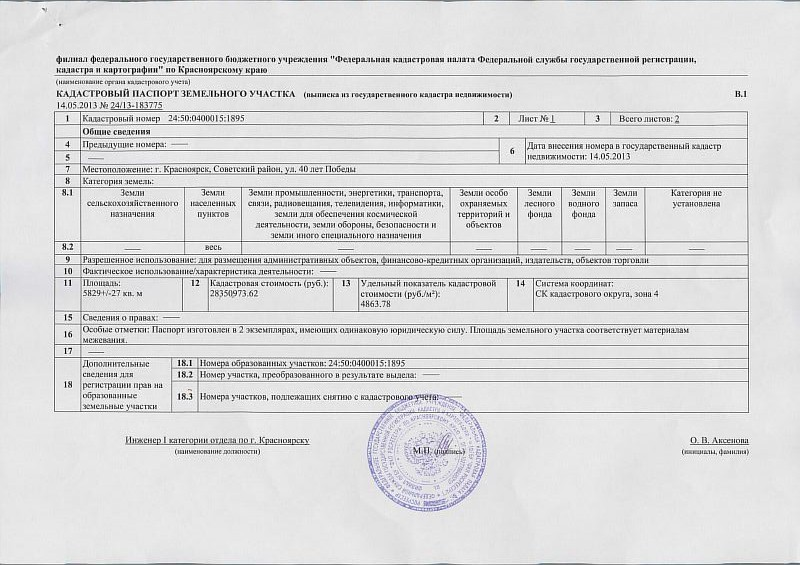 филиал федерального государственного бюджетного учреждения "Федеральная кадастровая палата Федеральной службы государственной регистрации,
кадастра и картографии" по Красноярскому краю
(наименование органа кадастрового учета)
КАДАСТРОВЫЙ ПАСПОРТ ЗЕМЕЛЬНОГО УЧАСТКА (выписка из государственного кадастра недвижимости) В.1
14.05.2013 № 24/13-183775
1 Кадастровый номер 24:50:0400015:1895 2 Лист № 1 3 Всего листов: 2
Общие сведения
4 Предыдущие номера: —
5 —
6 Дата внесения номера в государственный кадастр
недвижимости: 14.05.2013
7 Местоположение: г. Красноярск, Советский район, ул. 40 лет Победы
8 Категория земель:
8.1 Земли
сельскохозяйственного
назначения
Земли
населенных
пунктов
Земли промышленности, энергетики, транспорта,
связи, радиовещания, телевидения, информатики,
земли для обеспечения космической
деятельности, земли обороны, безопасности и
земли иного специального назначения
Земли особо
охраняемых
территорий и
объектов
Земли
лесного
фонда
Земли
водного
фонда
Земли
запаса
Категория не
установлена
8.2 — весь — — — — — —
9 Разрешенное использование: для размещения административных объектов, финансово-кредитных организаций, издательств, объектов торговли
10 Фактическое использование/характеристика деятельности: —
11 Площадь:
5829+/-27 кв. м
12 Кадастровая стоимость (руб.):
28350973.62
13 Удельный показатель кадастровой
стоимости (руб./м²):
4863.78
14 Система координат:
СК кадастрового округа, зона 4
15 Сведения о правах: —
16 Особые отметки: Паспорт изготовлен в 2 экземплярах, имеющих одинаковую юридическую силу. Площадь земельного участка соответствует материалам
межевания.
17 —
18 Дополнительные
сведения для
регистрации прав на
образованные
земельные участки
18.1 Номера образованных участков: 24:50:0400015:1895
18.2 Номер участка, преобразованного в результате выдела: —
18.3 Номера участков, подлежащих снятию с кадастрового учета: —
Инженер I категории отдела по г. Красноярску
(наименование должности)
М.П. (подпись)
О. В. Аксенова
(инициалы, фамилия)